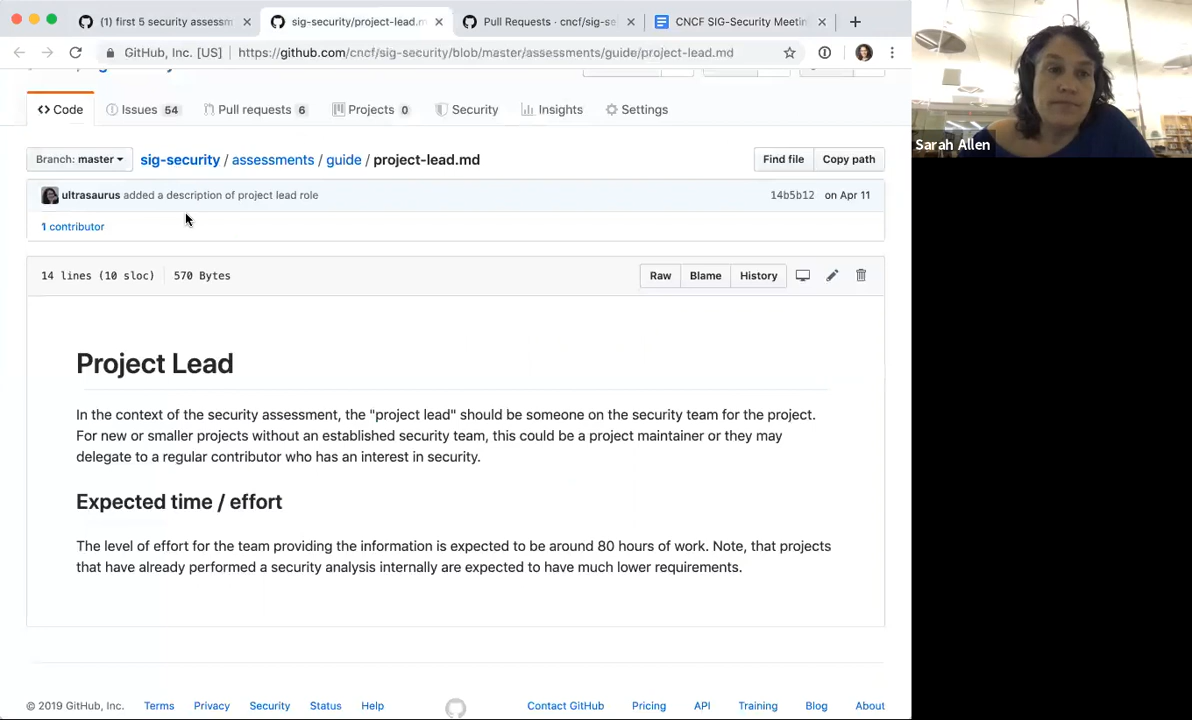 (1) first 5 security assessm
sig-security/project-lead.m
Pull Requests · cncf/sig-se
CNCF SIG-Security Meetin
GitHub, Inc. [US]
https://github.com/cncf/sig-security/blob/master/assessments/guide/project-lead.md
Code
Issues 54
Pull requests 6
Projects 0
Security
Insights
Settings
Sarah Allen
Branch: master
sig-security / assessments / guide / project-lead.md
Find file
Copy path
ultrasaurus added a description of project lead role
14b5b12 on Apr 11
1 contributor
14 lines (10 sloc) 570 Bytes
Raw
Blame
History
Project Lead
In the context of the security assessment, the "project lead" should be someone on the security team for the project.
For new or smaller projects without an established security team, this could be a project maintainer or they may
delegate to a regular contributor who has an interest in security.
Expected time / effort
The level of effort for the team providing the information is expected to be around 80 hours of work. Note, that projects
that have already performed a security analysis internally are expected to have much lower requirements.
© 2019 GitHub, Inc.
Terms
Privacy
Security
Status
Help
Contact GitHub
Pricing
API
Training
Blog
About